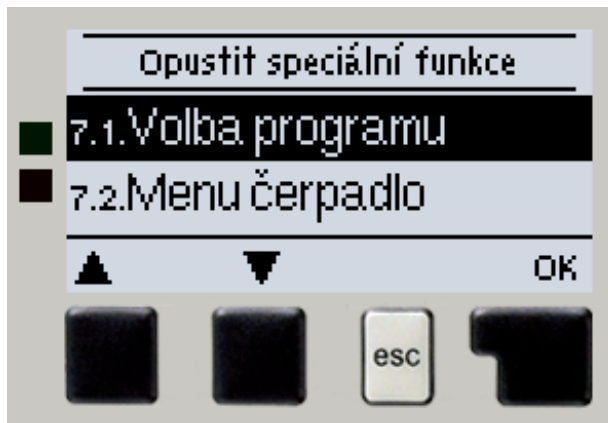 Opustit speciální funkce
7.1.Volba programu
7.2.Menu čerpadlo
OK
esc